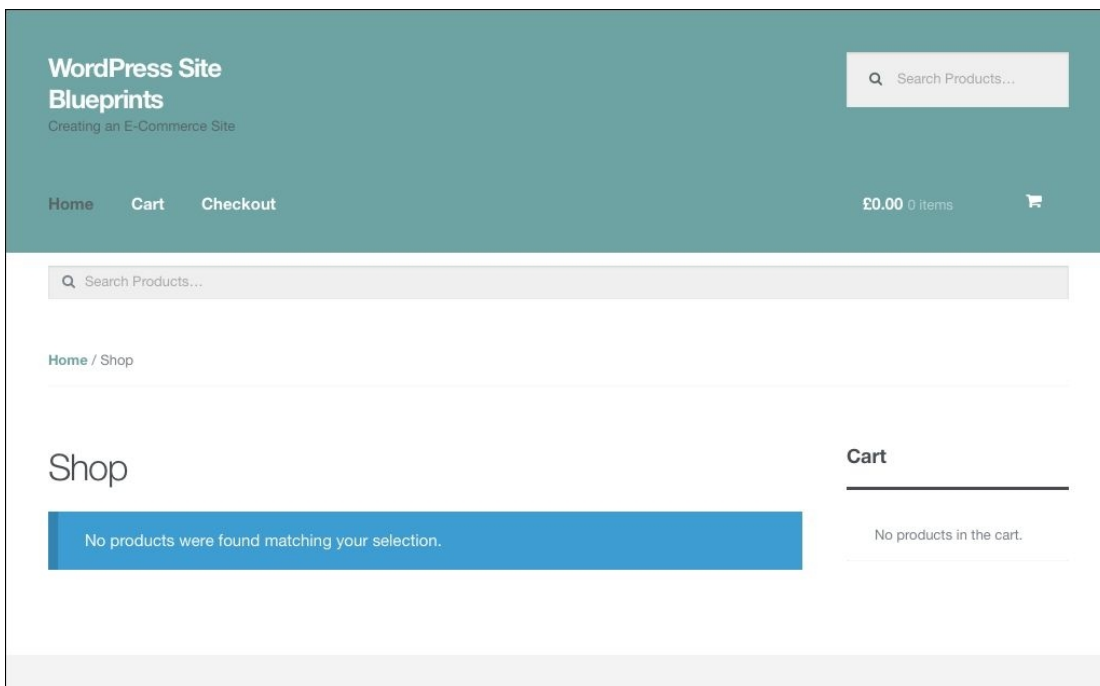 WordPress Site
Blueprints
Creating an E-Commerce Site
Search Products...
Home Cart Checkout
£0.00 0 items
Search Products...
Home / Shop
Shop
No products were found matching your selection.
Cart
No products in the cart.